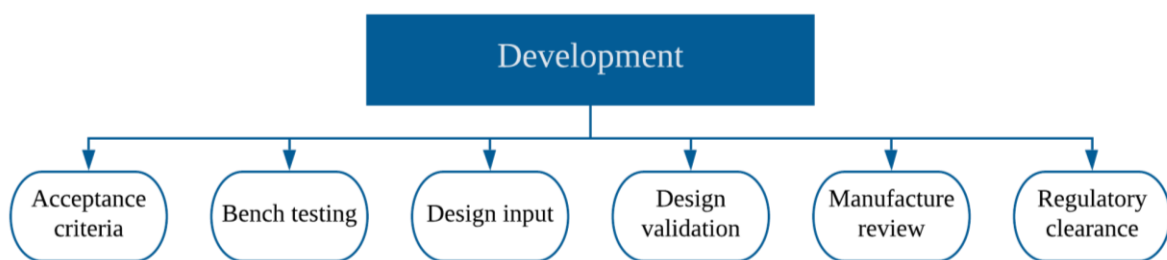 Development
Acceptance
criteria
Bench testing
Design input
Design
validation
Manufacture
review
Regulatory
clearance